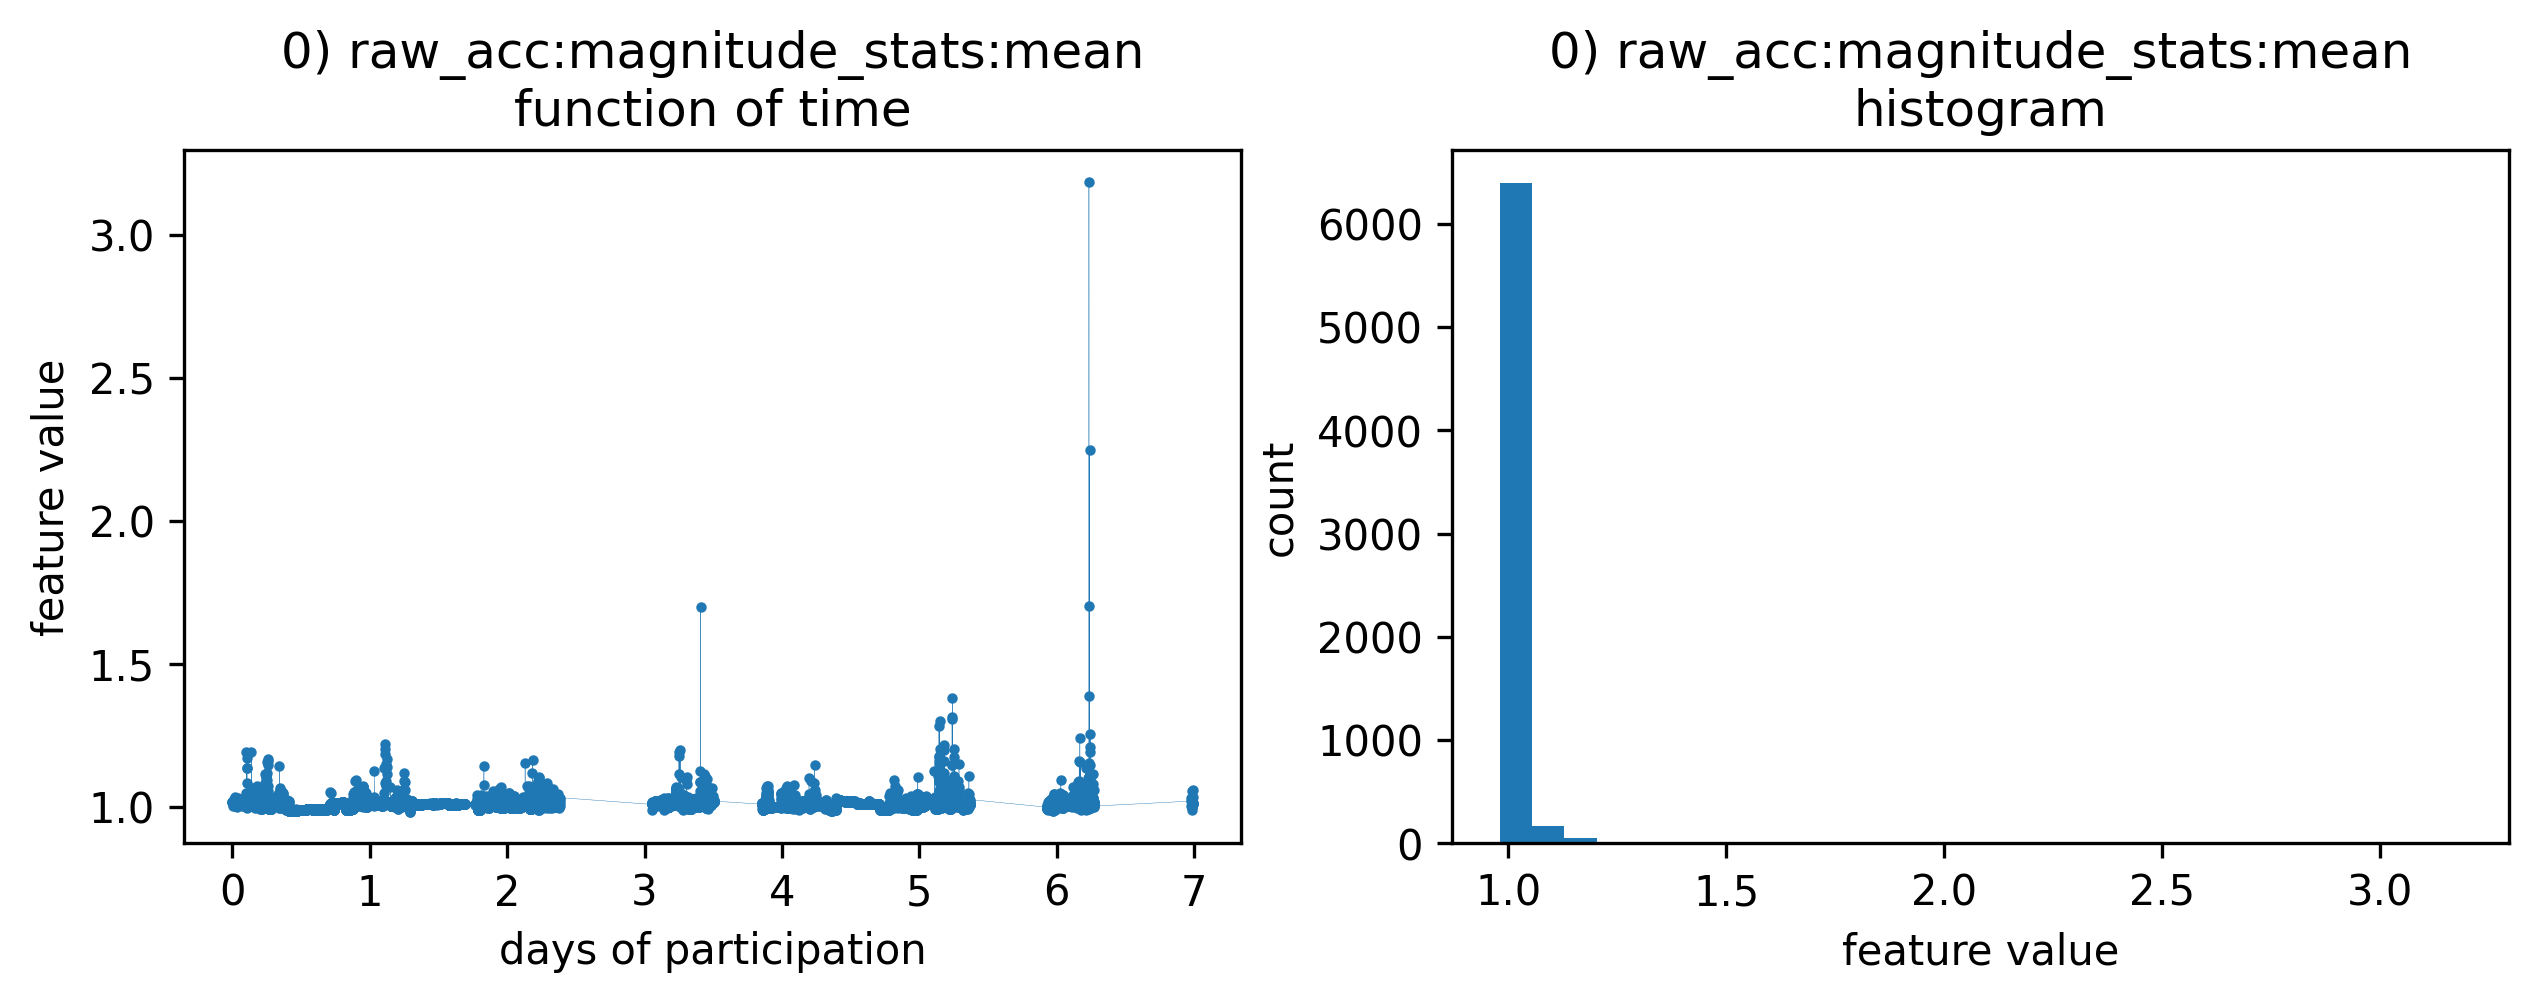 0) raw_acc:magnitude_stats:mean
function of time
feature value
3.0
2.5
2.0
1.5
1.0
0 1 2 3 4 5 6 7
days of participation
0) raw_acc:magnitude_stats:mean
histogram
count
6000
5000
4000
3000
2000
1000
0
1.0 1.5 2.0 2.5 3.0
feature value